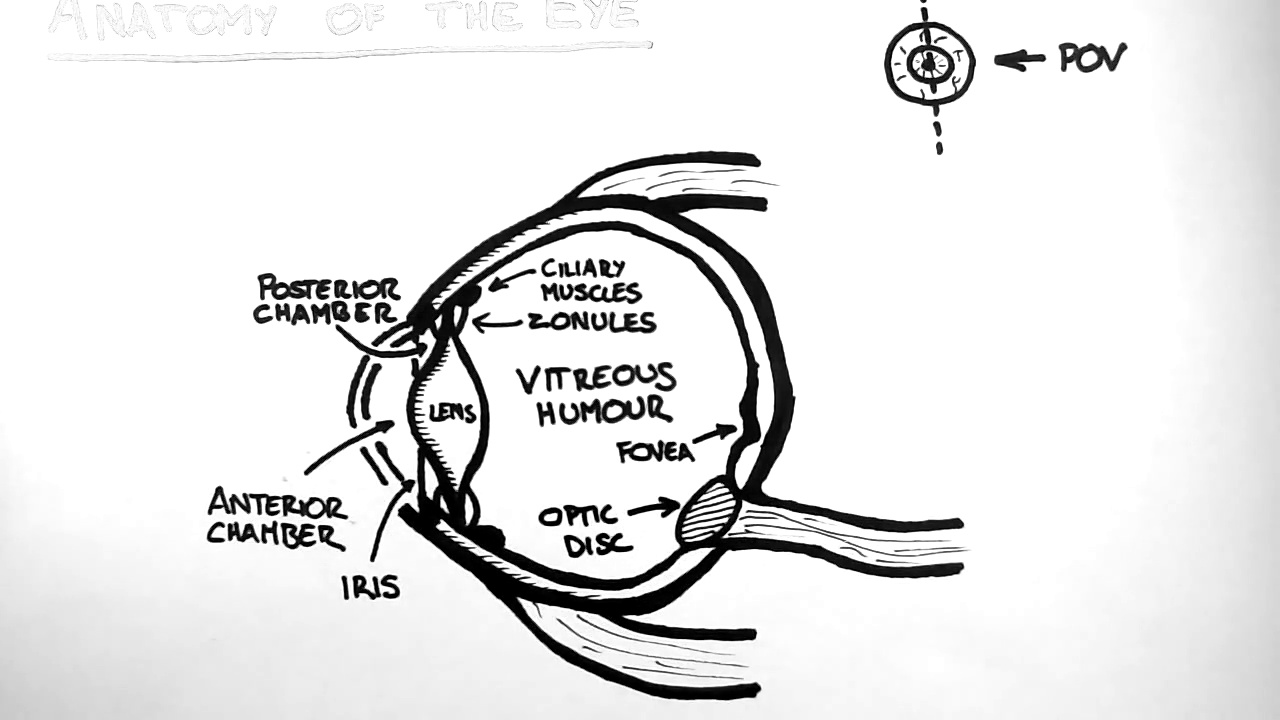 ANATOMY OF THE EYE
POV
CILIARY
MUSCLES
POSTERIOR
CHAMBER
ZONULES
VITREOUS
HUMOUR
LENS
FOVEA
ANTERIOR
CHAMBER
OPTIC
DISC
IRIS